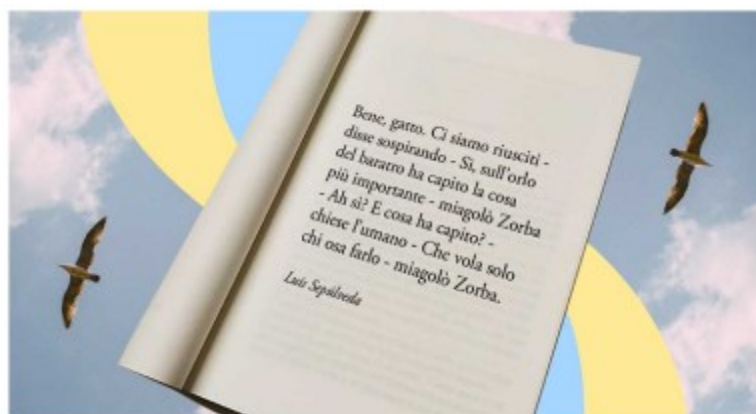 Bene, gatto. Ci siamo riusciti -
disse sospirando - Sì, sull'orlo
del baratro ha capito la cosa
più importante - miagolò Zorba
- Ah sì? E cosa ha capito? -
chiese l'umano - Che vola solo
chi osa farlo - miagolò Zorba.
Luis Sepúlveda